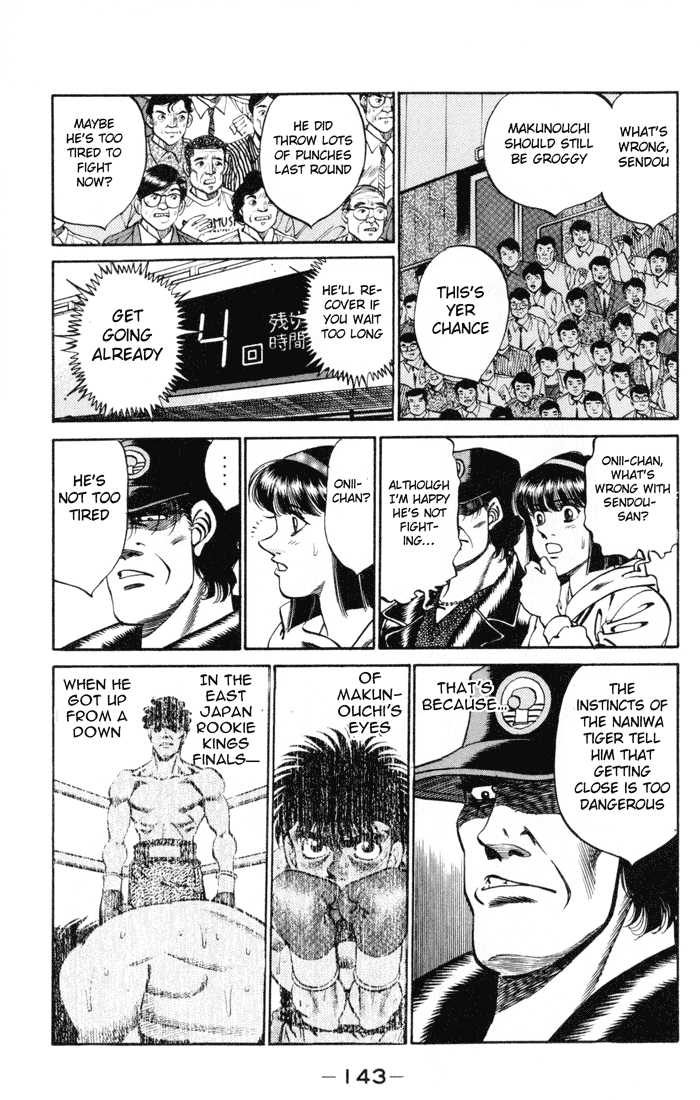 WHAT'S
WRONG,
SENDOU
MAKUNOUCHI
SHOULD STILL
BE GROGGY
THIS'S
YER
CHANCE
HE DID
THROW LOTS
OF PUNCHES
LAST ROUND
MAYBE
HE'S TOO
TIRED TO
FIGHT
NOW?
AMUSE
HE'LL RE-
COVER IF
YOU WAIT
TOO LONG
4回
残り
時間
GET
GOING
ALREADY
ONII-CHAN,
WHAT'S
WRONG WITH
SENDOU-
SAN?
ALTHOUGH
I'M HAPPY
HE'S NOT
FIGHT-
ING...
ONII-
CHAN?
...
HE'S
NOT TOO
TIRED
THE
INSTINCTS
OF THE NANIWA
TIGER TELL
HIM THAT
GETTING
CLOSE IS TOO
DANGEROUS
THAT'S
BECAUSE...
OF
MAKUN-
OUCHI'S
EYES
IN THE
EAST
JAPAN
ROOKIE
KINGS
FINALS—
WHEN HE
GOT UP
FROM A
DOWN
—143—